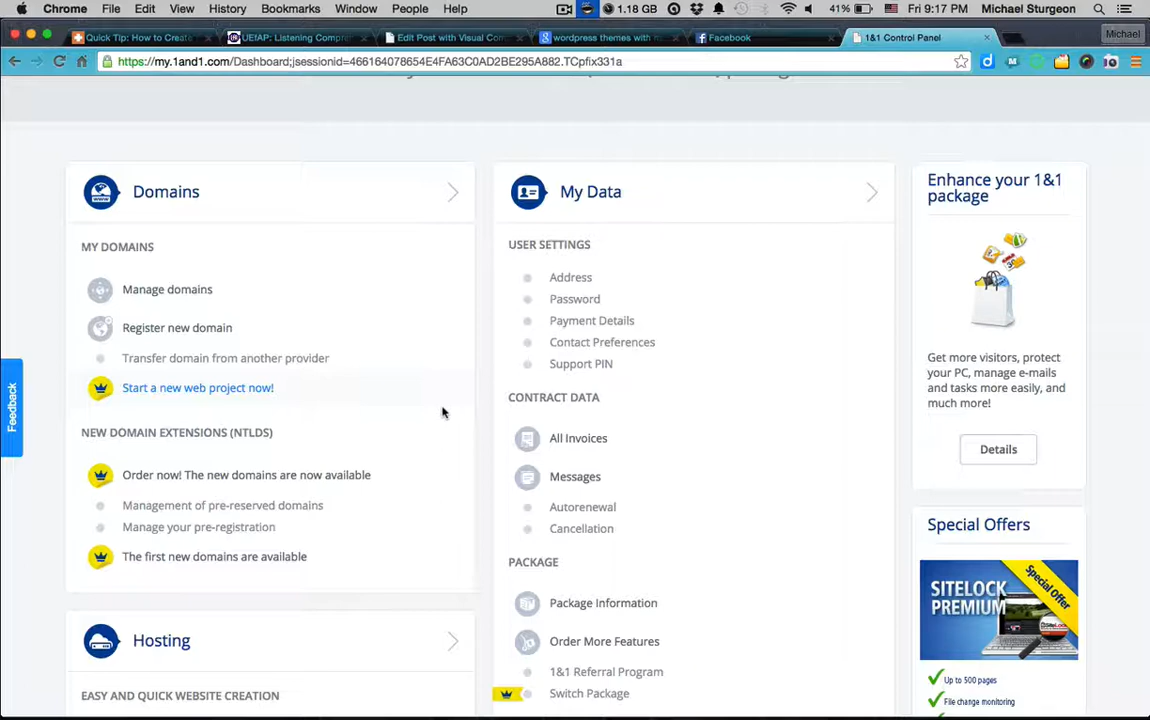 Chrome File Edit View History Bookmarks Window People Help 1.18 GB 41% Fri 9:17 PM Michael Sturgeon
Quick Tip: How to Create UEfAP: Listening Compre Edit Post with Visual Con wordpress themes with m Facebook 1&1 Control Panel Michael
https://my.1and1.com/Dashboard;jsessionid=466164078654E4FA63C0AD2BE295A882.TCpfix331a
Domains
MY DOMAINS
Manage domains
Register new domain
Transfer domain from another provider
Start a new web project now!
NEW DOMAIN EXTENSIONS (NTLDS)
Order now! The new domains are now available
Management of pre-reserved domains
Manage your pre-registration
The first new domains are available
Hosting
EASY AND QUICK WEBSITE CREATION
My Data
USER SETTINGS
Address
Password
Payment Details
Contact Preferences
Support PIN
CONTRACT DATA
All Invoices
Messages
Autorenewal
Cancellation
PACKAGE
Package Information
Order More Features
1&1 Referral Program
Switch Package
Enhance your 1&1
package
Get more visitors, protect
your PC, manage e-mails
and tasks more easily, and
much more!
Details
Special Offers
SITELOCK
PREMIUM
Special Offer
Up to 500 pages
File change monitoring
Feedback